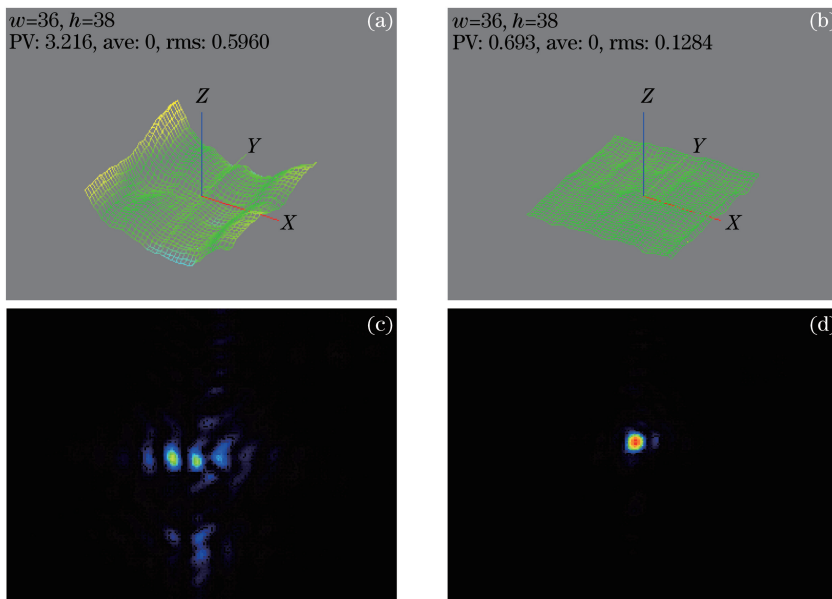 w=36, h=38
(a)
PV: 3.216, ave: 0, rms: 0.5960
Z
Y
X
w=36, h=38
(b)
PV: 0.693, ave: 0, rms: 0.1284
Z
Y
X
(c)
(d)